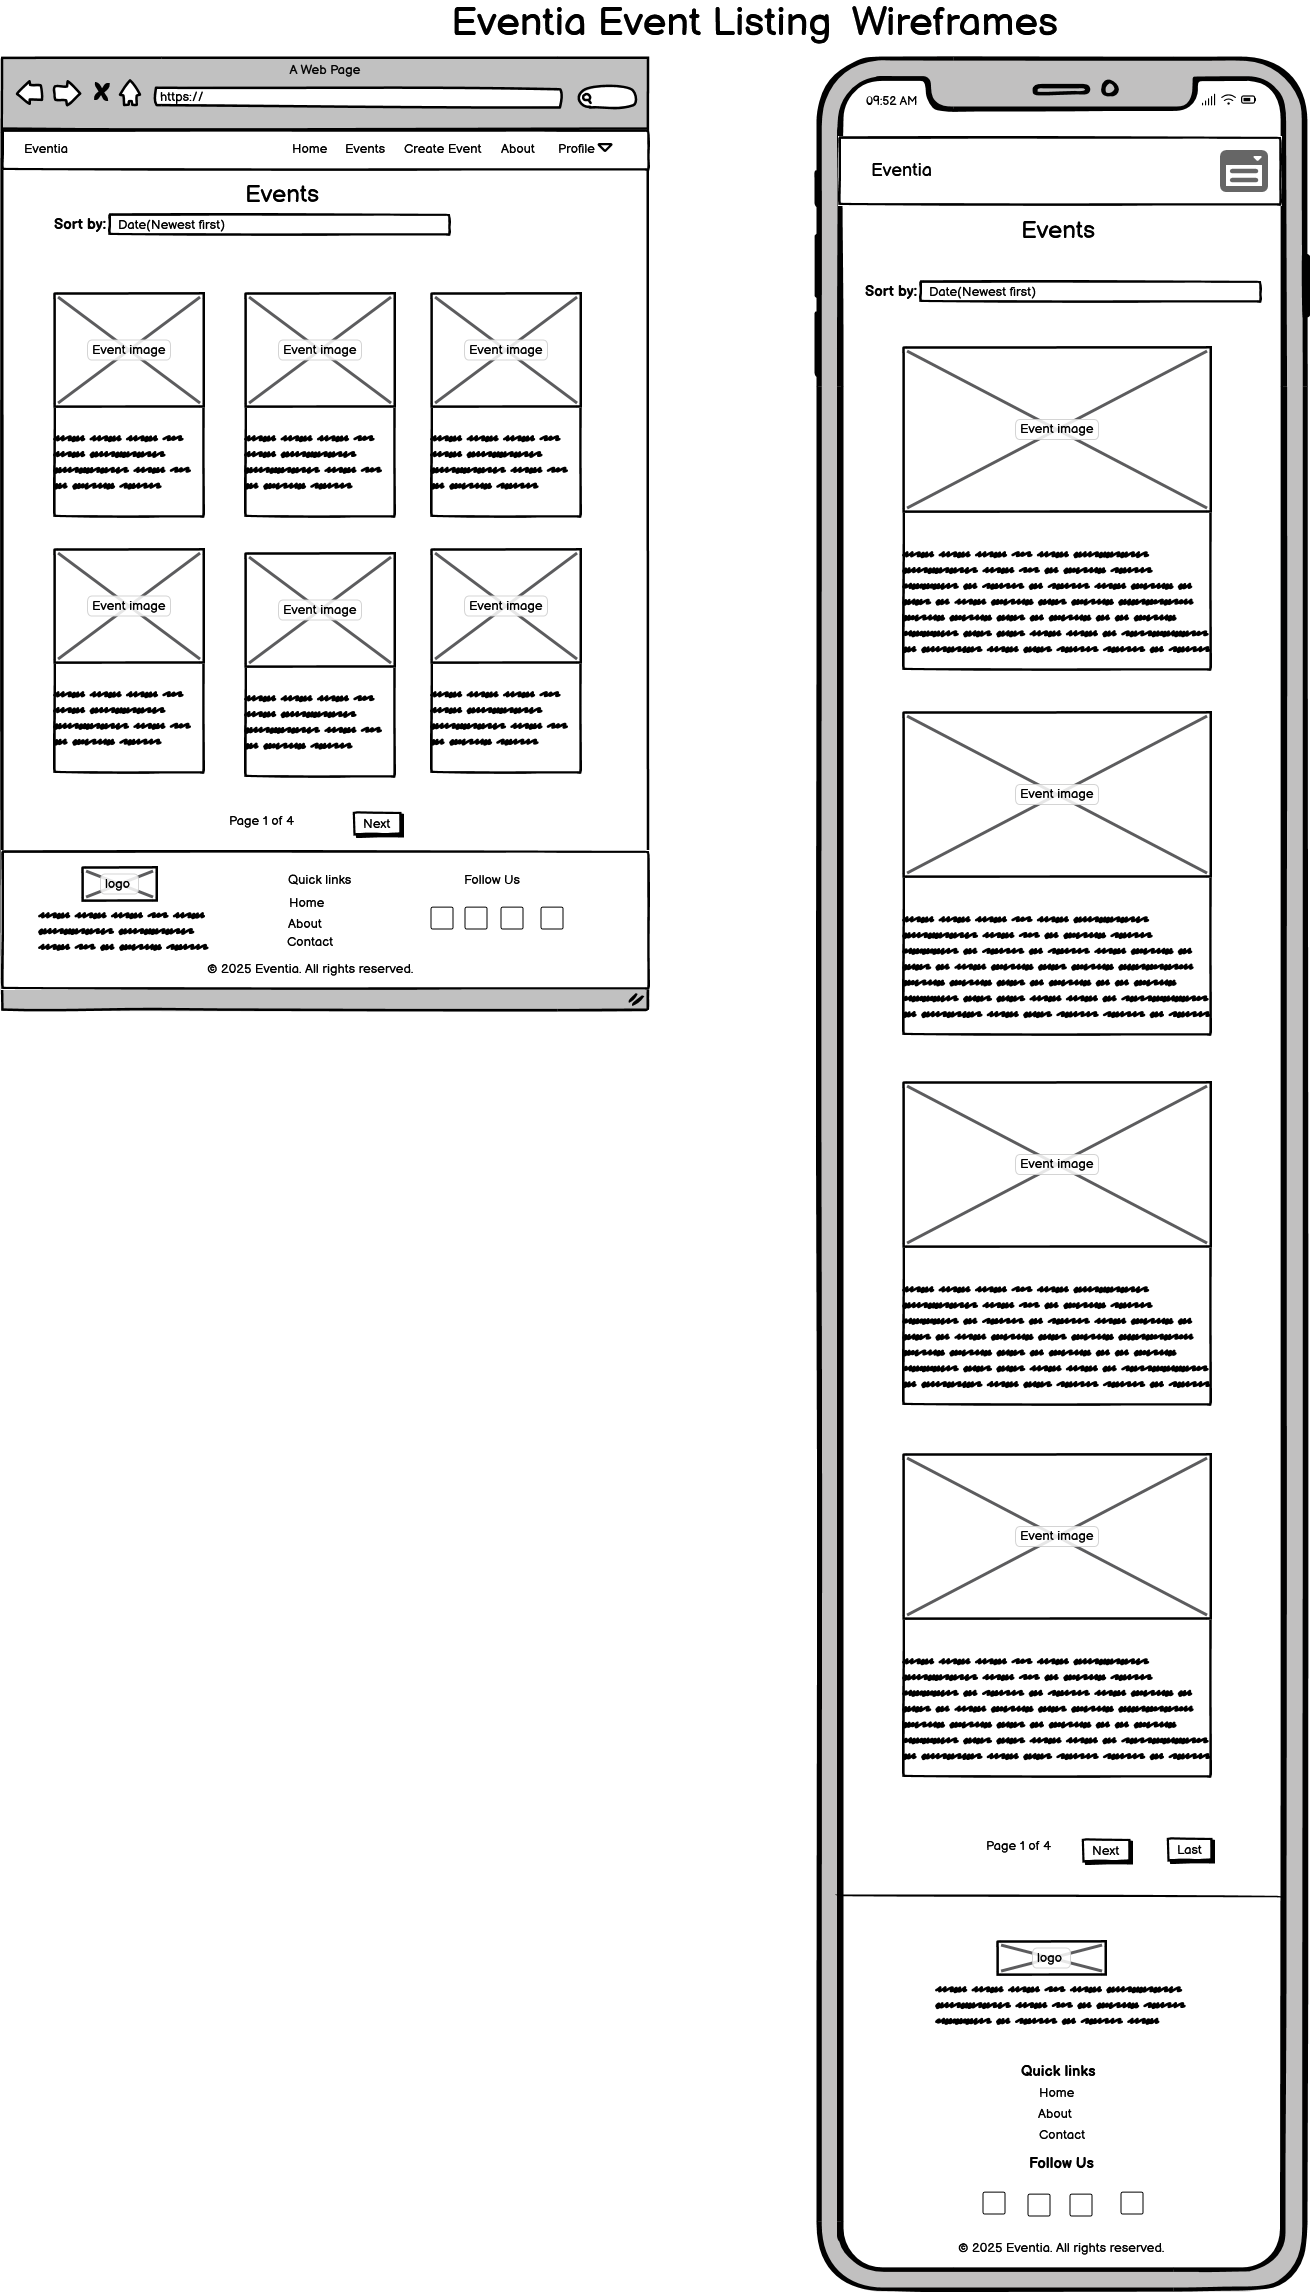 Eventia Event Listing Wireframes
A Web Page
https://
Eventia Home Events Create Event About Profile
Events
Sort by: Date(Newest first)
Event image Event image Event image
Event image Event image Event image
Page 1 of 4 Next
logo
Quick links
Home
About
Contact
Follow Us
© 2025 Eventia. All rights reserved.
09:52 AM
Eventia
Events
Sort by: Date(Newest first)
Event image
Event image
Event image
Event image
Page 1 of 4 Next Last
logo
Quick links
Home
About
Contact
Follow Us
© 2025 Eventia. All rights reserved.